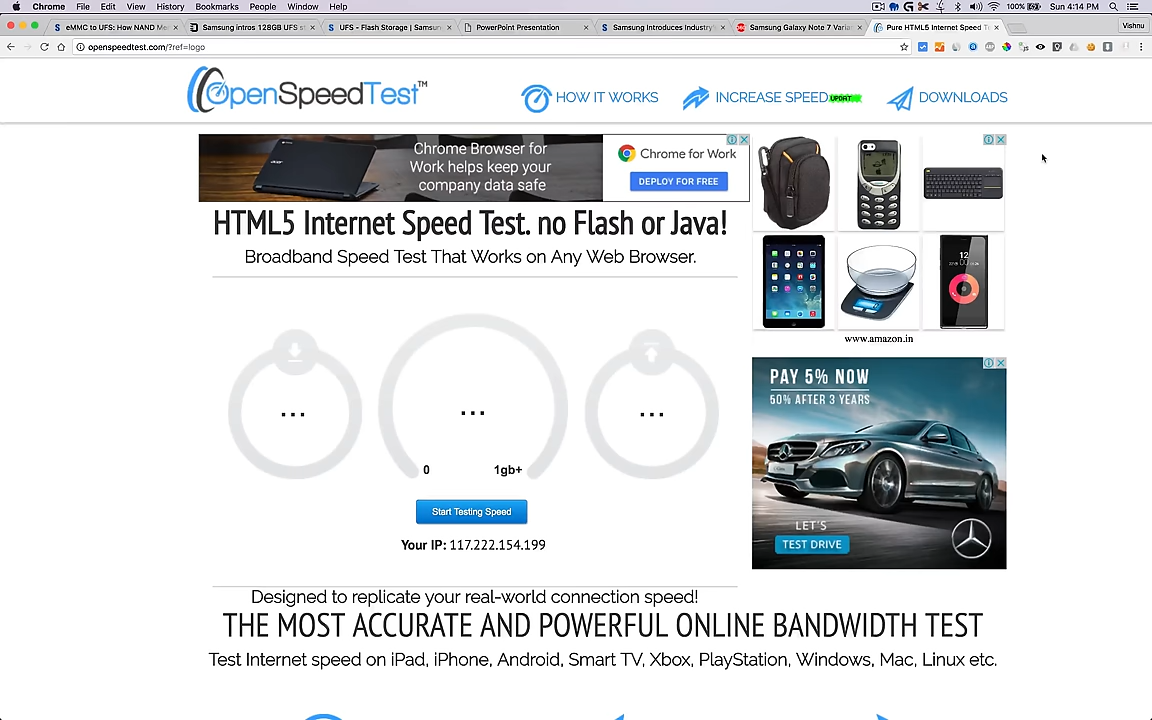 Chrome File Edit View History Bookmarks People Window Help 100% Sun 4:14 PM
eMMC to UFS: How NAND Me Samsung intros 128GB UFS st UFS - Flash Storage | Samsun PowerPoint Presentation Samsung Introduces Industry' Samsung Galaxy Note 7 Varia Pure HTML5 Internet Speed T Vishnu
openspeedtest.com/?ref=logo
OpenSpeedTest™ HOW IT WORKS INCREASE SPEED UPDAT DOWNLOADS
Chrome Browser for
Work helps keep your
company data safe
Chrome for Work
DEPLOY FOR FREE
HTML5 Internet Speed Test. no Flash or Java!
Broadband Speed Test That Works on Any Web Browser.
... ... ...
0 1gb+
Start Testing Speed
Your IP: 117.222.154.199
acer
12
www.amazon.in
PAY 5% NOW
50% AFTER 3 YEARS
LET'S
TEST DRIVE
Designed to replicate your real-world connection speed!
THE MOST ACCURATE AND POWERFUL ONLINE BANDWIDTH TEST
Test Internet speed on iPad, iPhone, Android, Smart TV, Xbox, PlayStation, Windows, Mac, Linux etc.